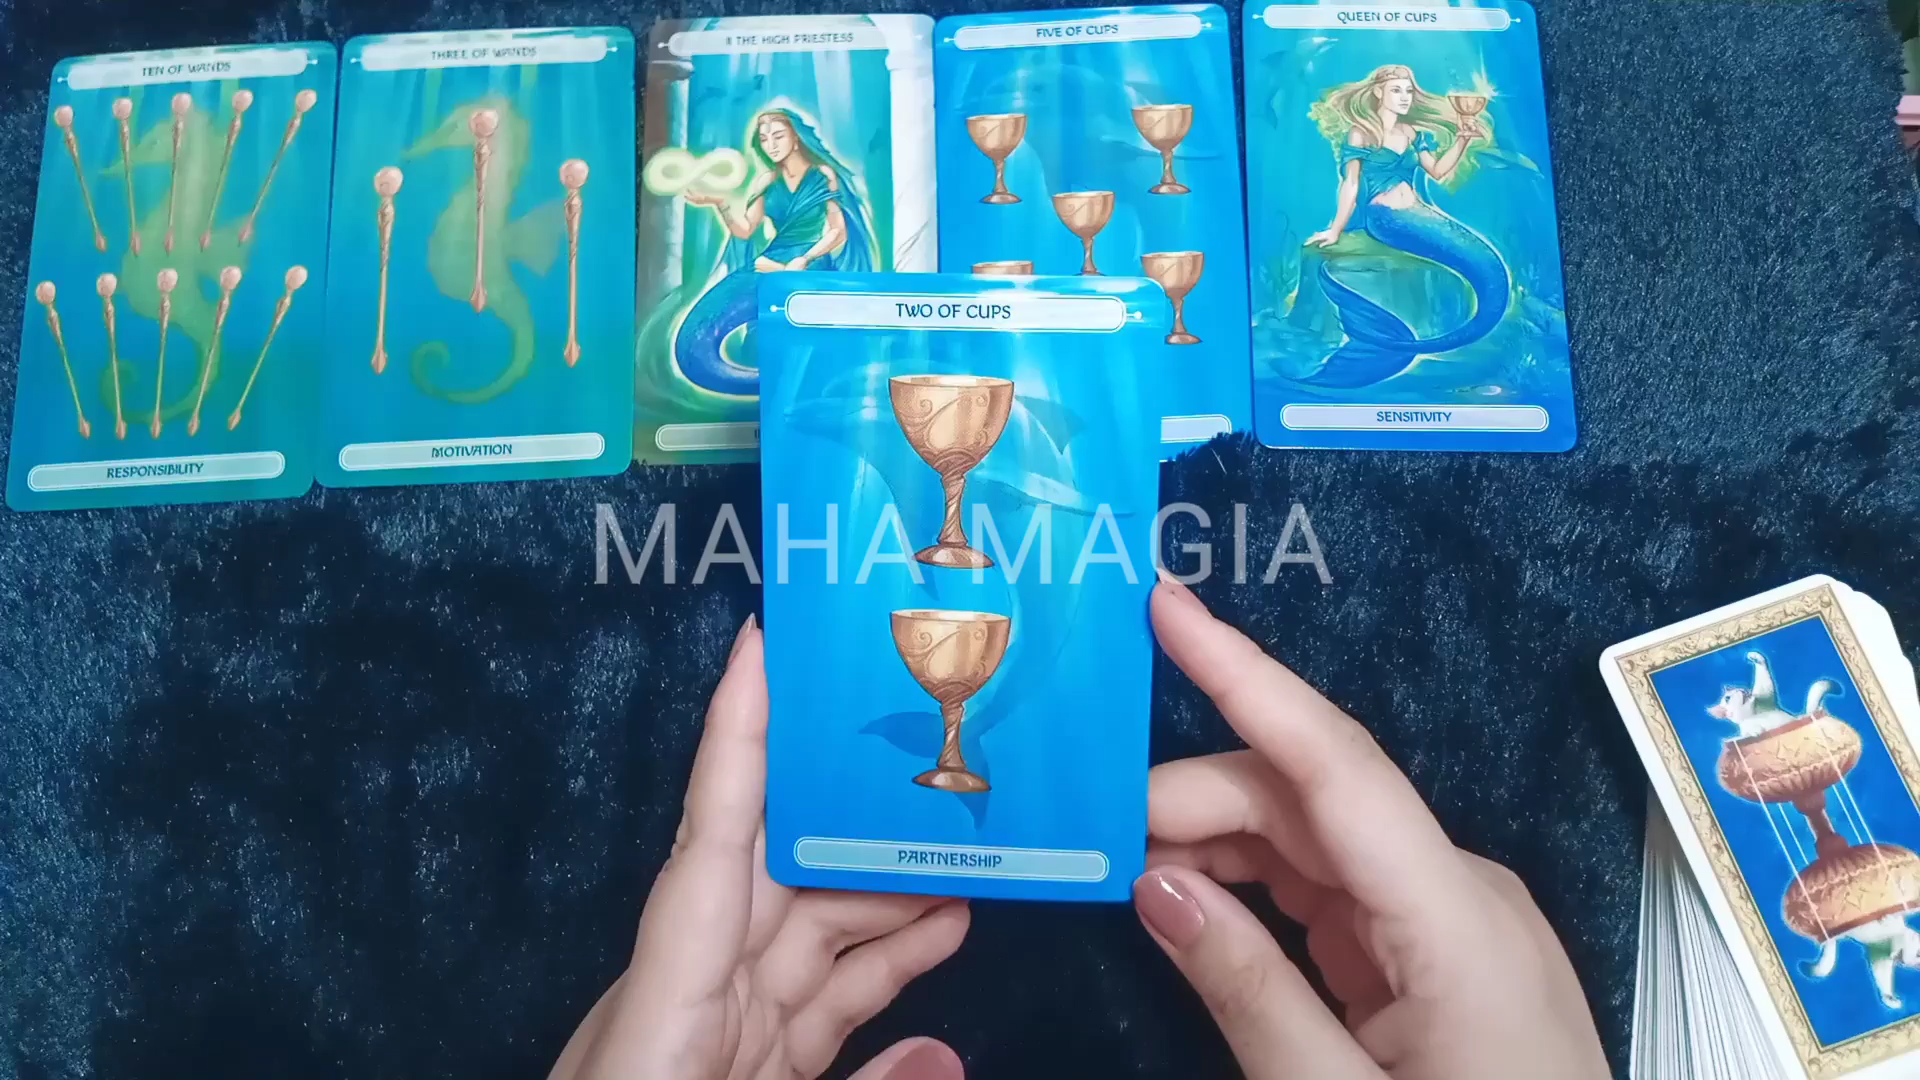 TEN OF WANDS
THREE OF WANDS
II THE HIGH PRIESTESS
FIVE OF CUPS
QUEEN OF CUPS
TWO OF CUPS
SENSITIVITY
MOTIVATION
RESPONSIBILITY
MAHA MAGIA
PARTNERSHIP